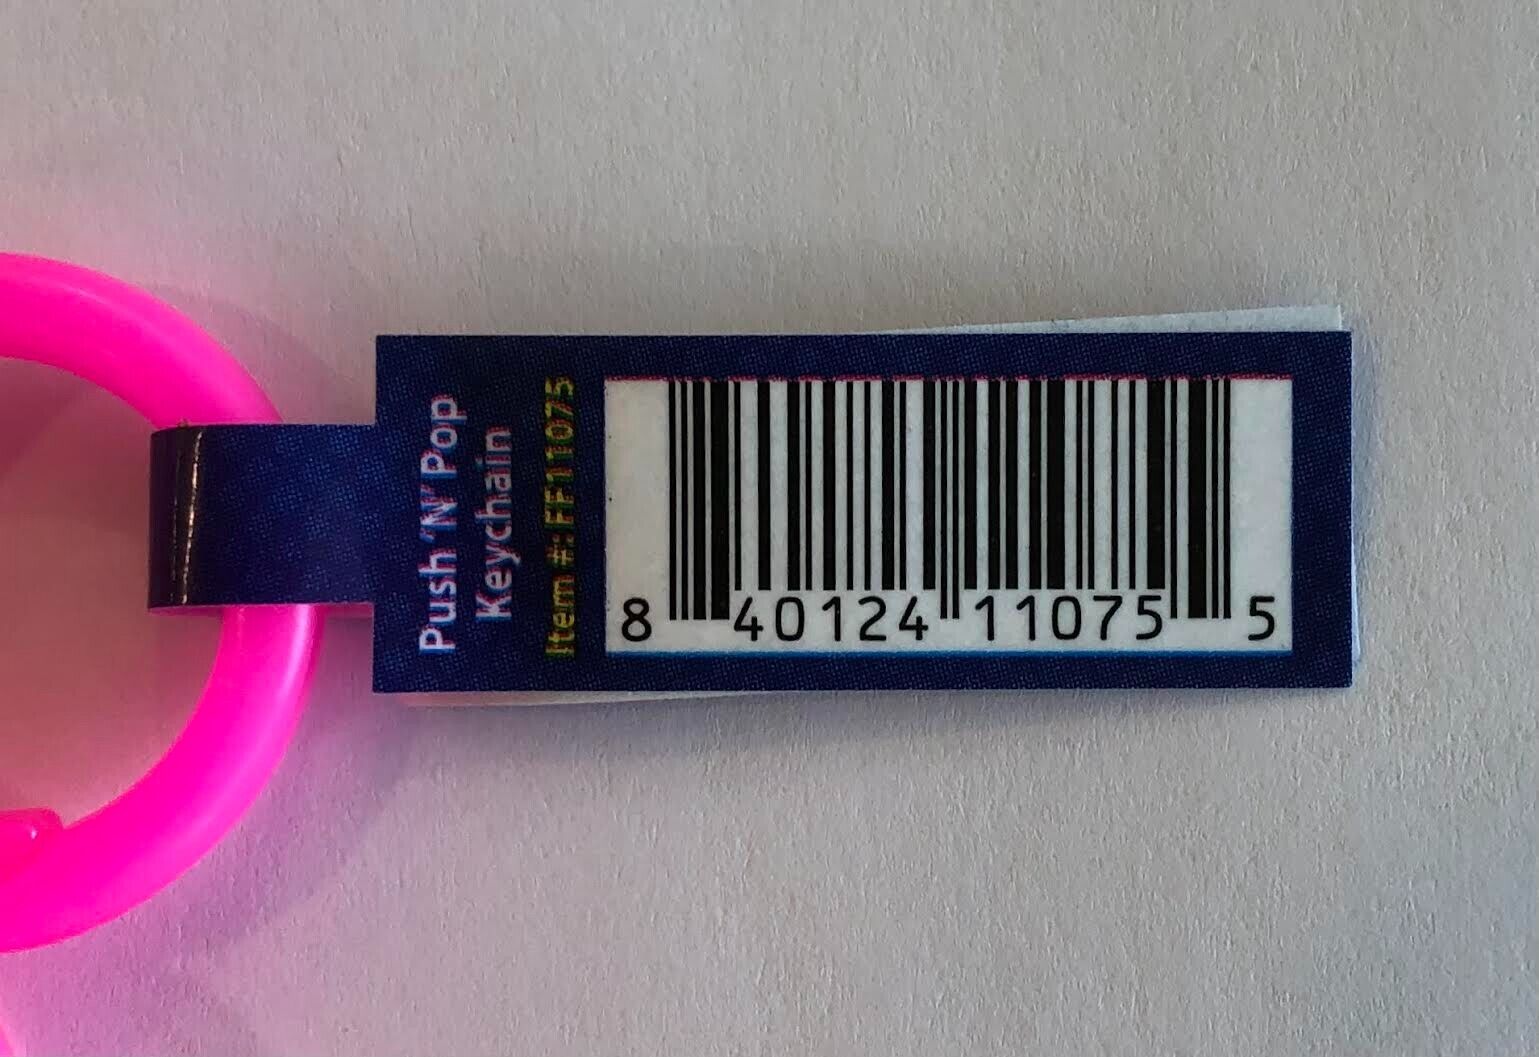 Push 'N' Pop
Keychain
Item #: FF11075
8 40124 11075 5